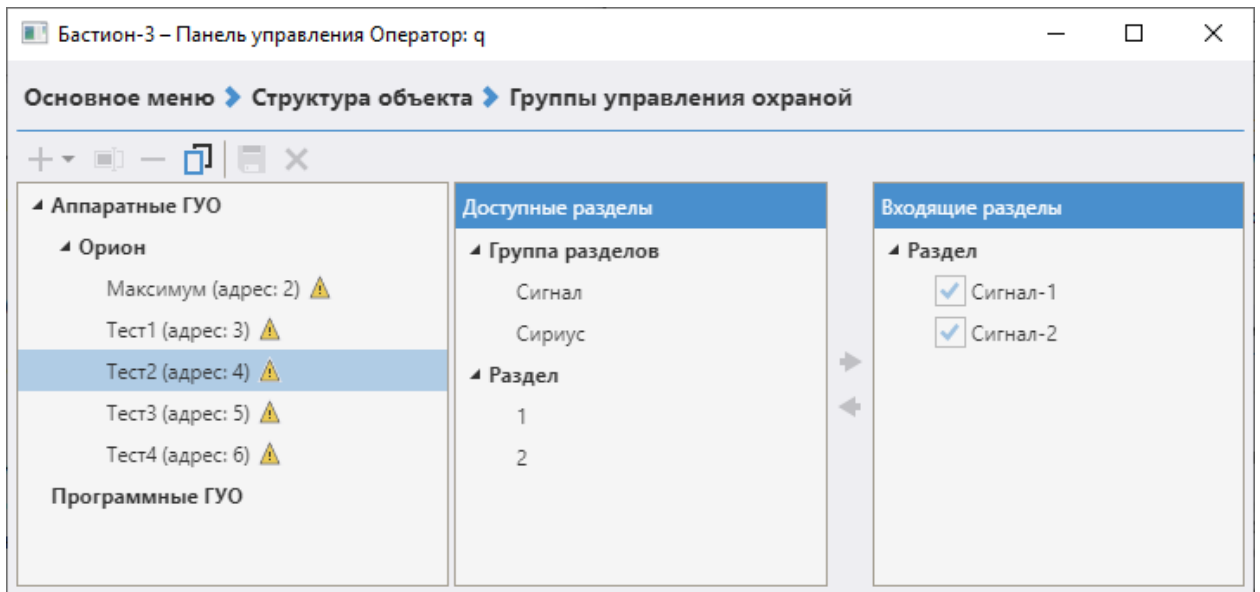 Бастион-3 – Панель управления Оператор: q
Основное меню Структура объекта Группы управления охраной
Аппаратные ГУО
Орион
Максимум (адрес: 2)
Тест1 (адрес: 3)
Тест2 (адрес: 4)
Тест3 (адрес: 5)
Тест4 (адрес: 6)
Программные ГУО
Доступные разделы
Группа разделов
Сигнал
Сириус
Раздел
1
2
Входящие разделы
Раздел
Сигнал-1
Сигнал-2